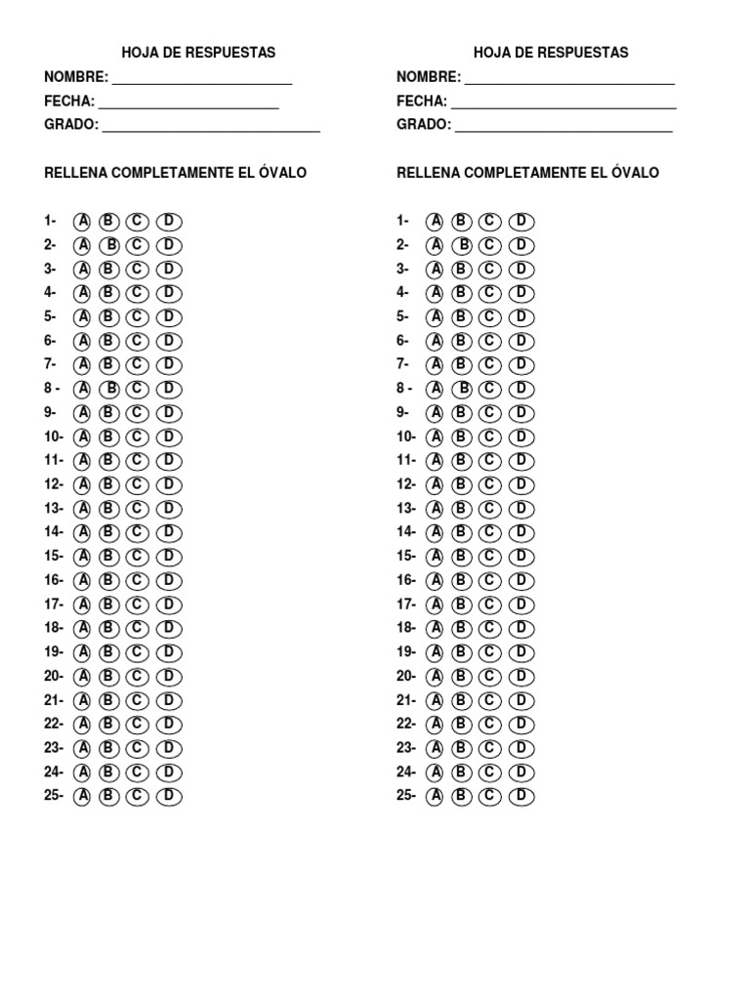 HOJA DE RESPUESTAS
NOMBRE: _______________________
FECHA: _______________________
GRADO: ____________________________
RELLENA COMPLETAMENTE EL ÓVALO
1- A B C D
2- A B C D
3- A B C D
4- A B C D
5- A B C D
6- A B C D
7- A B C D
8 - A B C D
9- A B C D
10- A B C D
11- A B C D
12- A B C D
13- A B C D
14- A B C D
15- A B C D
16- A B C D
17- A B C D
18- A B C D
19- A B C D
20- A B C D
21- A B C D
22- A B C D
23- A B C D
24- A B C D
25- A B C D
HOJA DE RESPUESTAS
NOMBRE: ___________________________
FECHA: _____________________________
GRADO: ____________________________
RELLENA COMPLETAMENTE EL ÓVALO
1- A B C D
2- A B C D
3- A B C D
4- A B C D
5- A B C D
6- A B C D
7- A B C D
8 - A B C D
9- A B C D
10- A B C D
11- A B C D
12- A B C D
13- A B C D
14- A B C D
15- A B C D
16- A B C D
17- A B C D
18- A B C D
19- A B C D
20- A B C D
21- A B C D
22- A B C D
23- A B C D
24- A B C D
25- A B C D